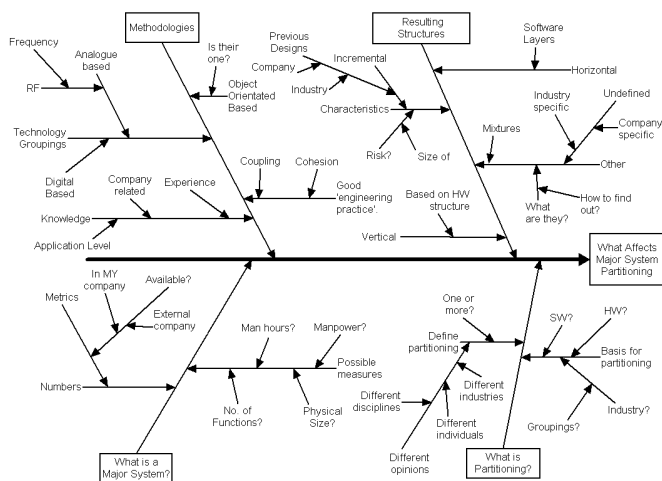 Methodologies
Resulting
Structures
Software
Layers
Frequency
Analogue
based
Is their
one?
Previous
Designs
Incremental
Company
Industry
Horizontal
RF
Object
Orientated
Based
Characteristics
Industry
specific
Undefined
Company
specific
Technology
Groupings
Risk?
Size of
Mixtures
Other
Digital
Based
Company
related
Experience
Coupling
Cohesion
Good
'engineering
practice'.
Based on HW
structure
What
are they?
How to find
out?
Knowledge
Application Level
Vertical
What Affects
Major System
Partitioning
In MY
company
Available?
Metrics
External
company
One or
more?
Man hours?
Manpower?
SW?
HW?
Define
partitioning
Basis for
partitioning
Possible
measures
Numbers
Different
industries
Different
disciplines
No. of
Functions?
Physical
Size?
Different
individuals
Industry?
Groupings?
Different
opinions
What is a
Major System?
What is
Partitioning?